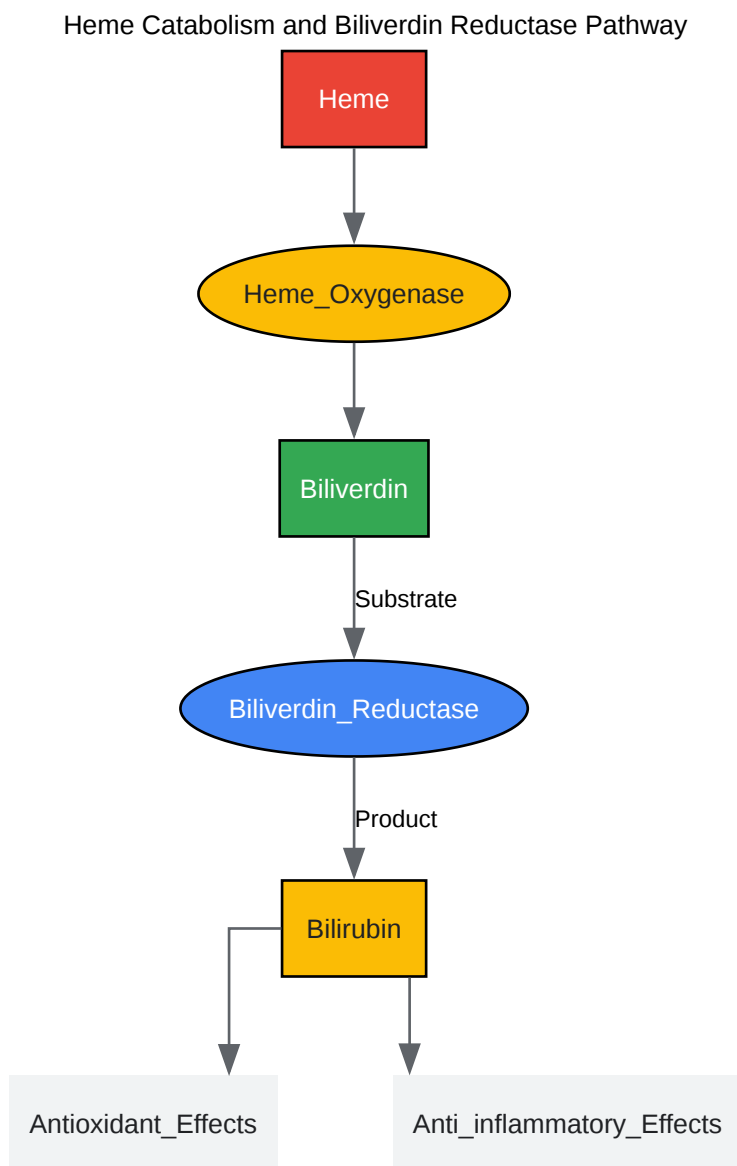 Heme Catabolism and Biliverdin Reductase Pathway
Heme
Heme_Oxygenase
Biliverdin
Substrate
Biliverdin_Reductase
Product
Bilirubin
Antioxidant_Effects
Anti_inflammatory_Effects